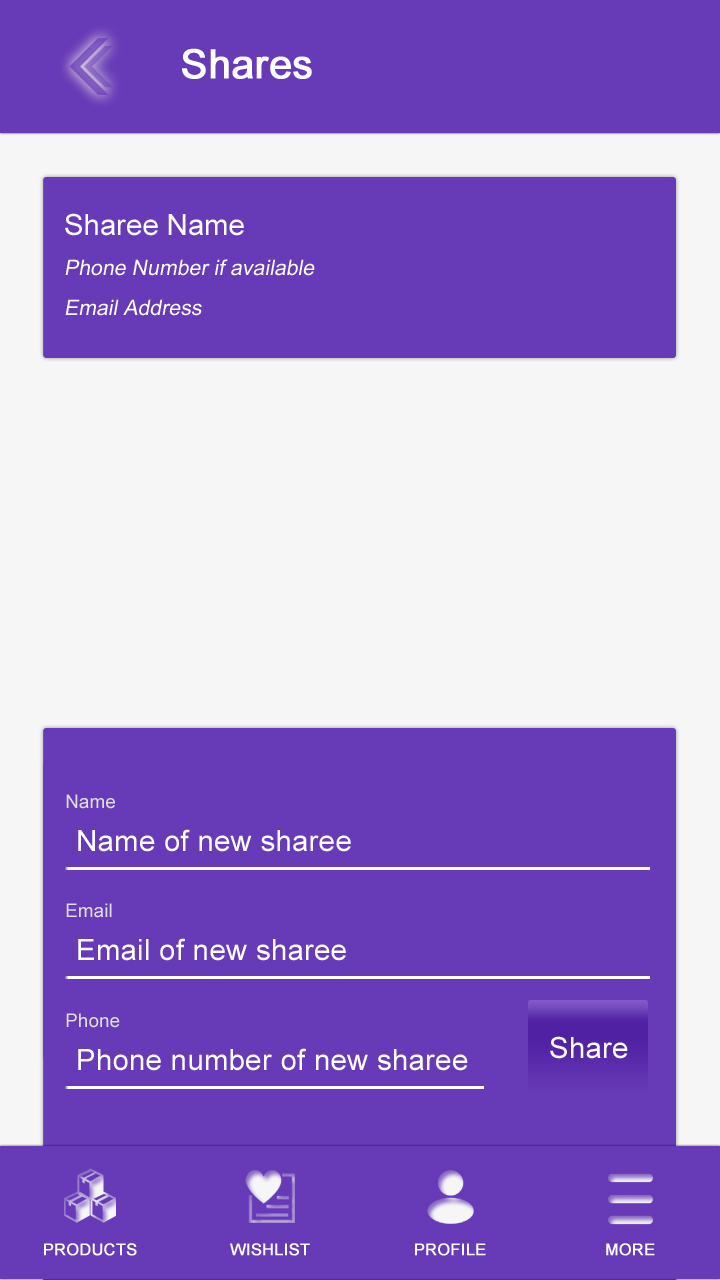 Shares
Sharee Name
Phone Number if available
Email Address
Name
Name of new sharee
Email
Email of new sharee
Phone
Phone number of new sharee
Share
PRODUCTS
WISHLIST
PROFILE
MORE